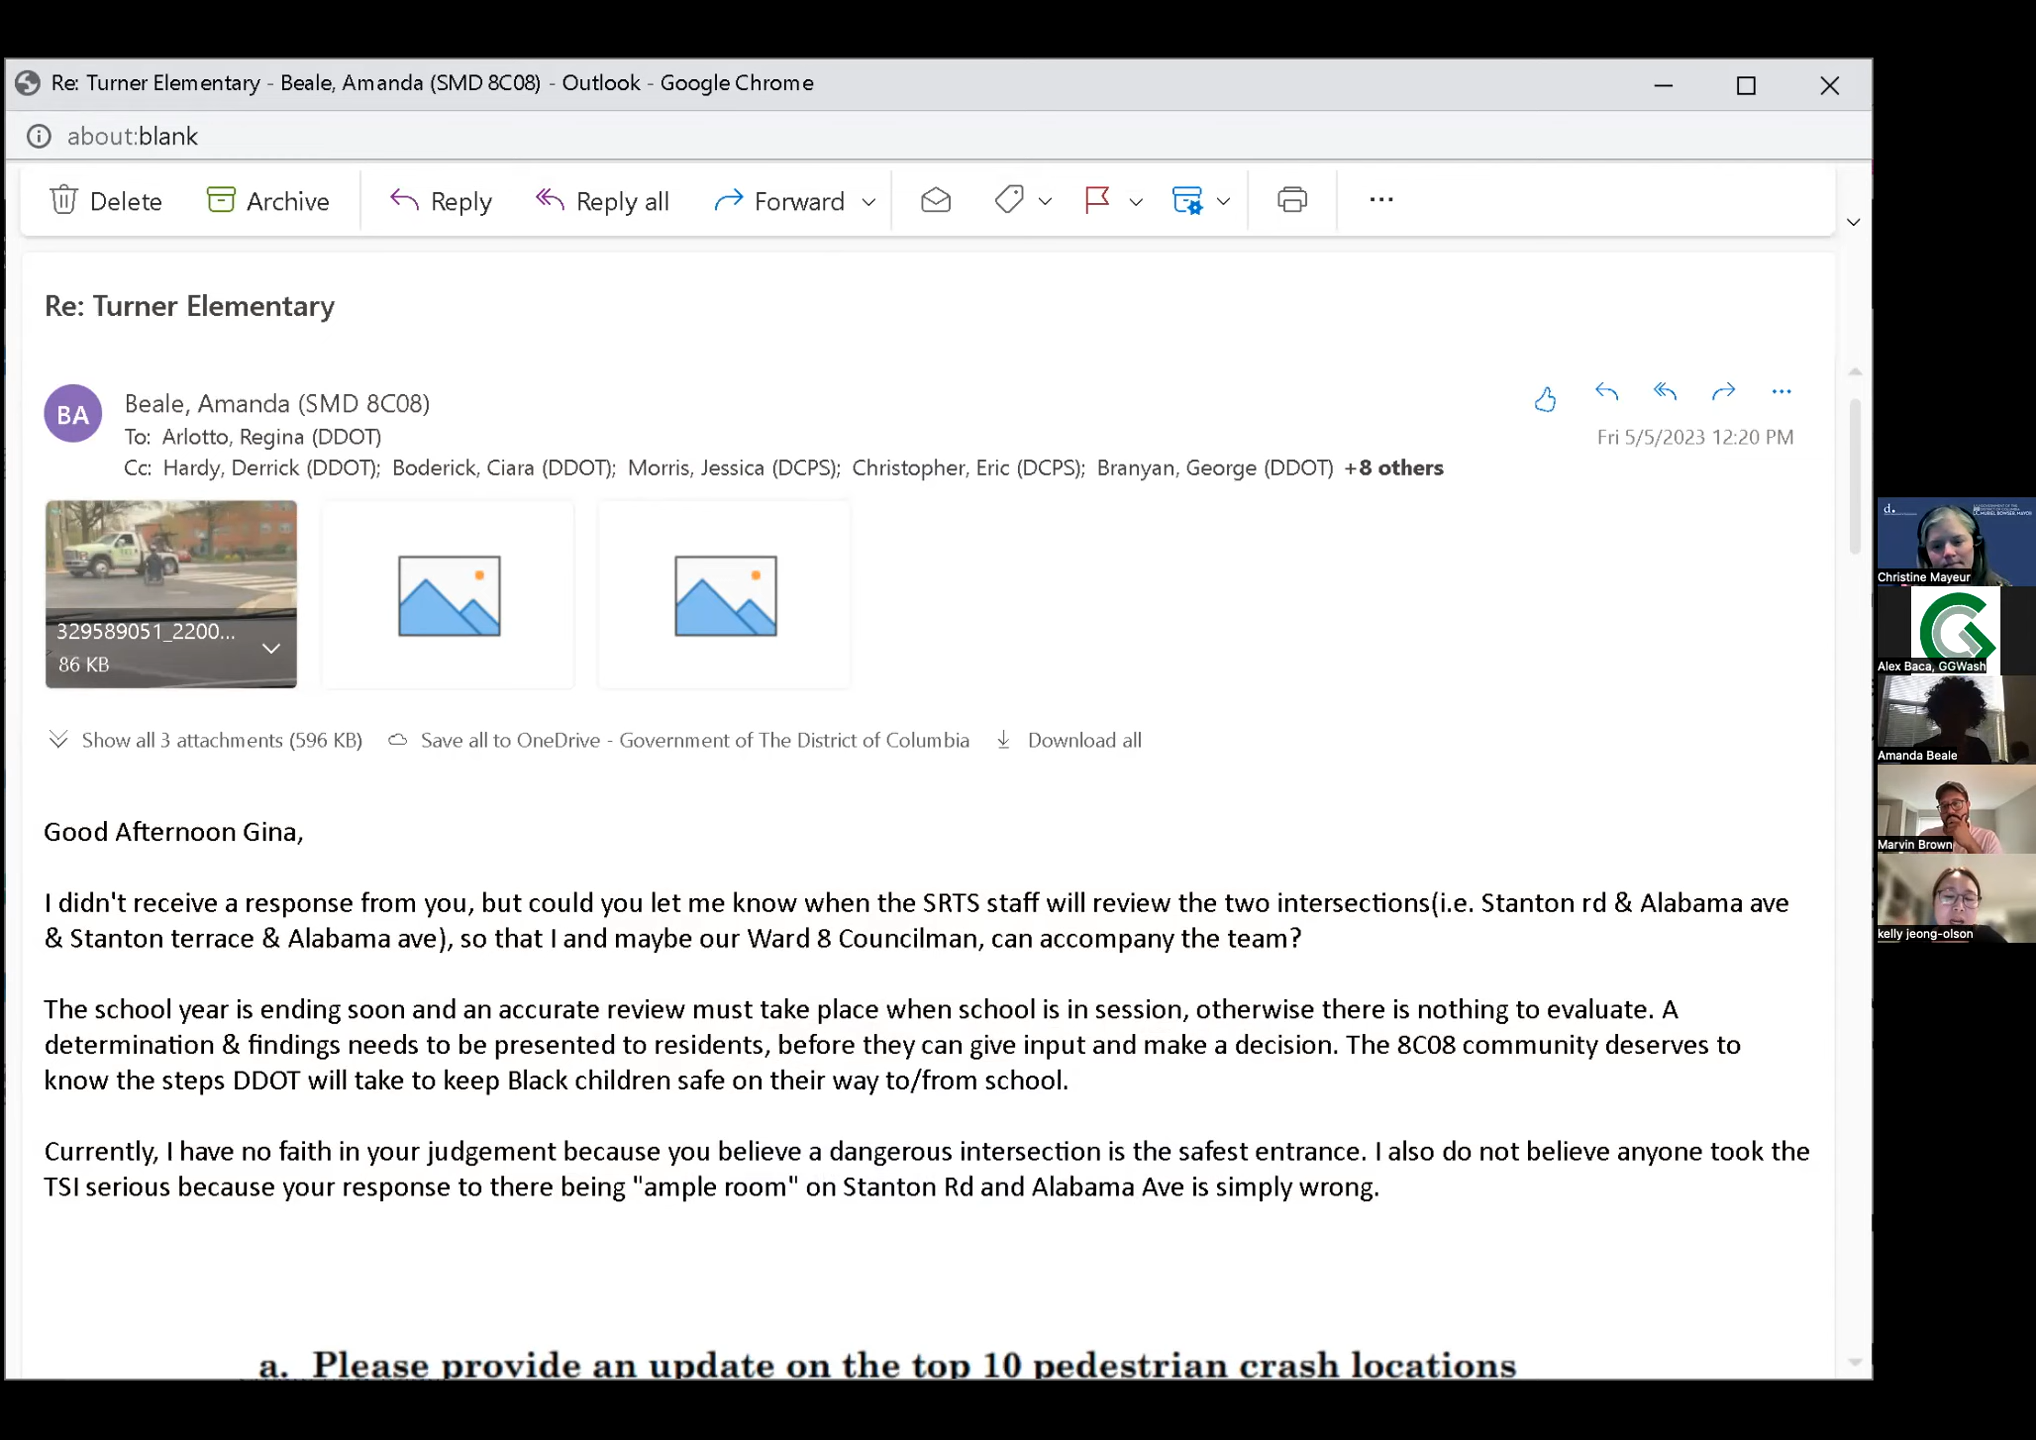 Re: Turner Elementary - Beale, Amanda (SMD 8C08) - Outlook - Google Chrome
about:blank
Delete Archive Reply Reply all Forward
Re: Turner Elementary
BA
Beale, Amanda (SMD 8C08)
To: Arlotto, Regina (DDOT)
Fri 5/5/2023 12:20 PM
Cc: Hardy, Derrick (DDOT); Boderick, Ciara (DDOT); Morris, Jessica (DCPS); Christopher, Eric (DCPS); Branyan, George (DDOT) +8 others
329589051_2200...
86 KB
Show all 3 attachments (596 KB) Save all to OneDrive - Government of The District of Columbia Download all
Good Afternoon Gina,
I didn't receive a response from you, but could you let me know when the SRTS staff will review the two intersections(i.e. Stanton rd & Alabama ave
& Stanton terrace & Alabama ave), so that I and maybe our Ward 8 Councilman, can accompany the team?
The school year is ending soon and an accurate review must take place when school is in session, otherwise there is nothing to evaluate. A
determination & findings needs to be presented to residents, before they can give input and make a decision. The 8C08 community deserves to
know the steps DDOT will take to keep Black children safe on their way to/from school.
Currently, I have no faith in your judgement because you believe a dangerous intersection is the safest entrance. I also do not believe anyone took the
TSI serious because your response to there being "ample room" on Stanton Rd and Alabama Ave is simply wrong.
a. Please provide an update on the top 10 pedestrian crash locations
d.
MURIEL BOWSER, MAYOR
Christine Mayeur
Alex Baca, GGWash
Amanda Beale
Marvin Brown
kelly jeong-olson